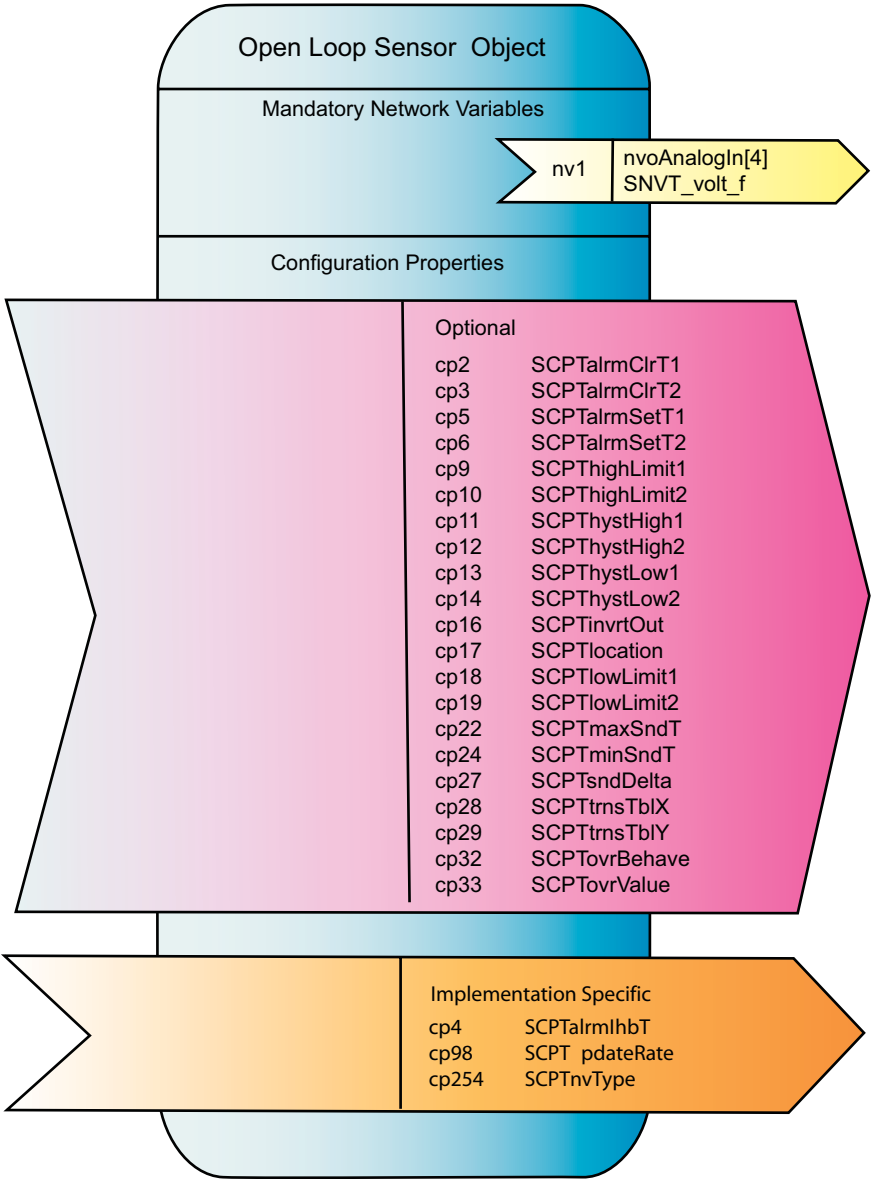 Open Loop Sensor Object
Mandatory Network Variables
nv1
nvoAnalogIn[4]
SNVT_volt_f
Configuration Properties
Optional
cp2 SCPTalrmClrT1
cp3 SCPTalrmClrT2
cp5 SCPTalrmSetT1
cp6 SCPTalrmSetT2
cp9 SCPThighLimit1
cp10 SCPThighLimit2
cp11 SCPThystHigh1
cp12 SCPThystHigh2
cp13 SCPThystLow1
cp14 SCPThystLow2
cp16 SCPTinvrtOut
cp17 SCPTlocation
cp18 SCPTlowLimit1
cp19 SCPTlowLimit2
cp22 SCPTmaxSndT
cp24 SCPTminSndT
cp27 SCPTsndDelta
cp28 SCPTtrnsTblX
cp29 SCPTtrnsTblY
cp32 SCPTovrBehave
cp33 SCPTovrValue
Implementation Specific
cp4 SCPTalrmIhbT
cp98 SCPT pdateRate
cp254 SCPTnvType